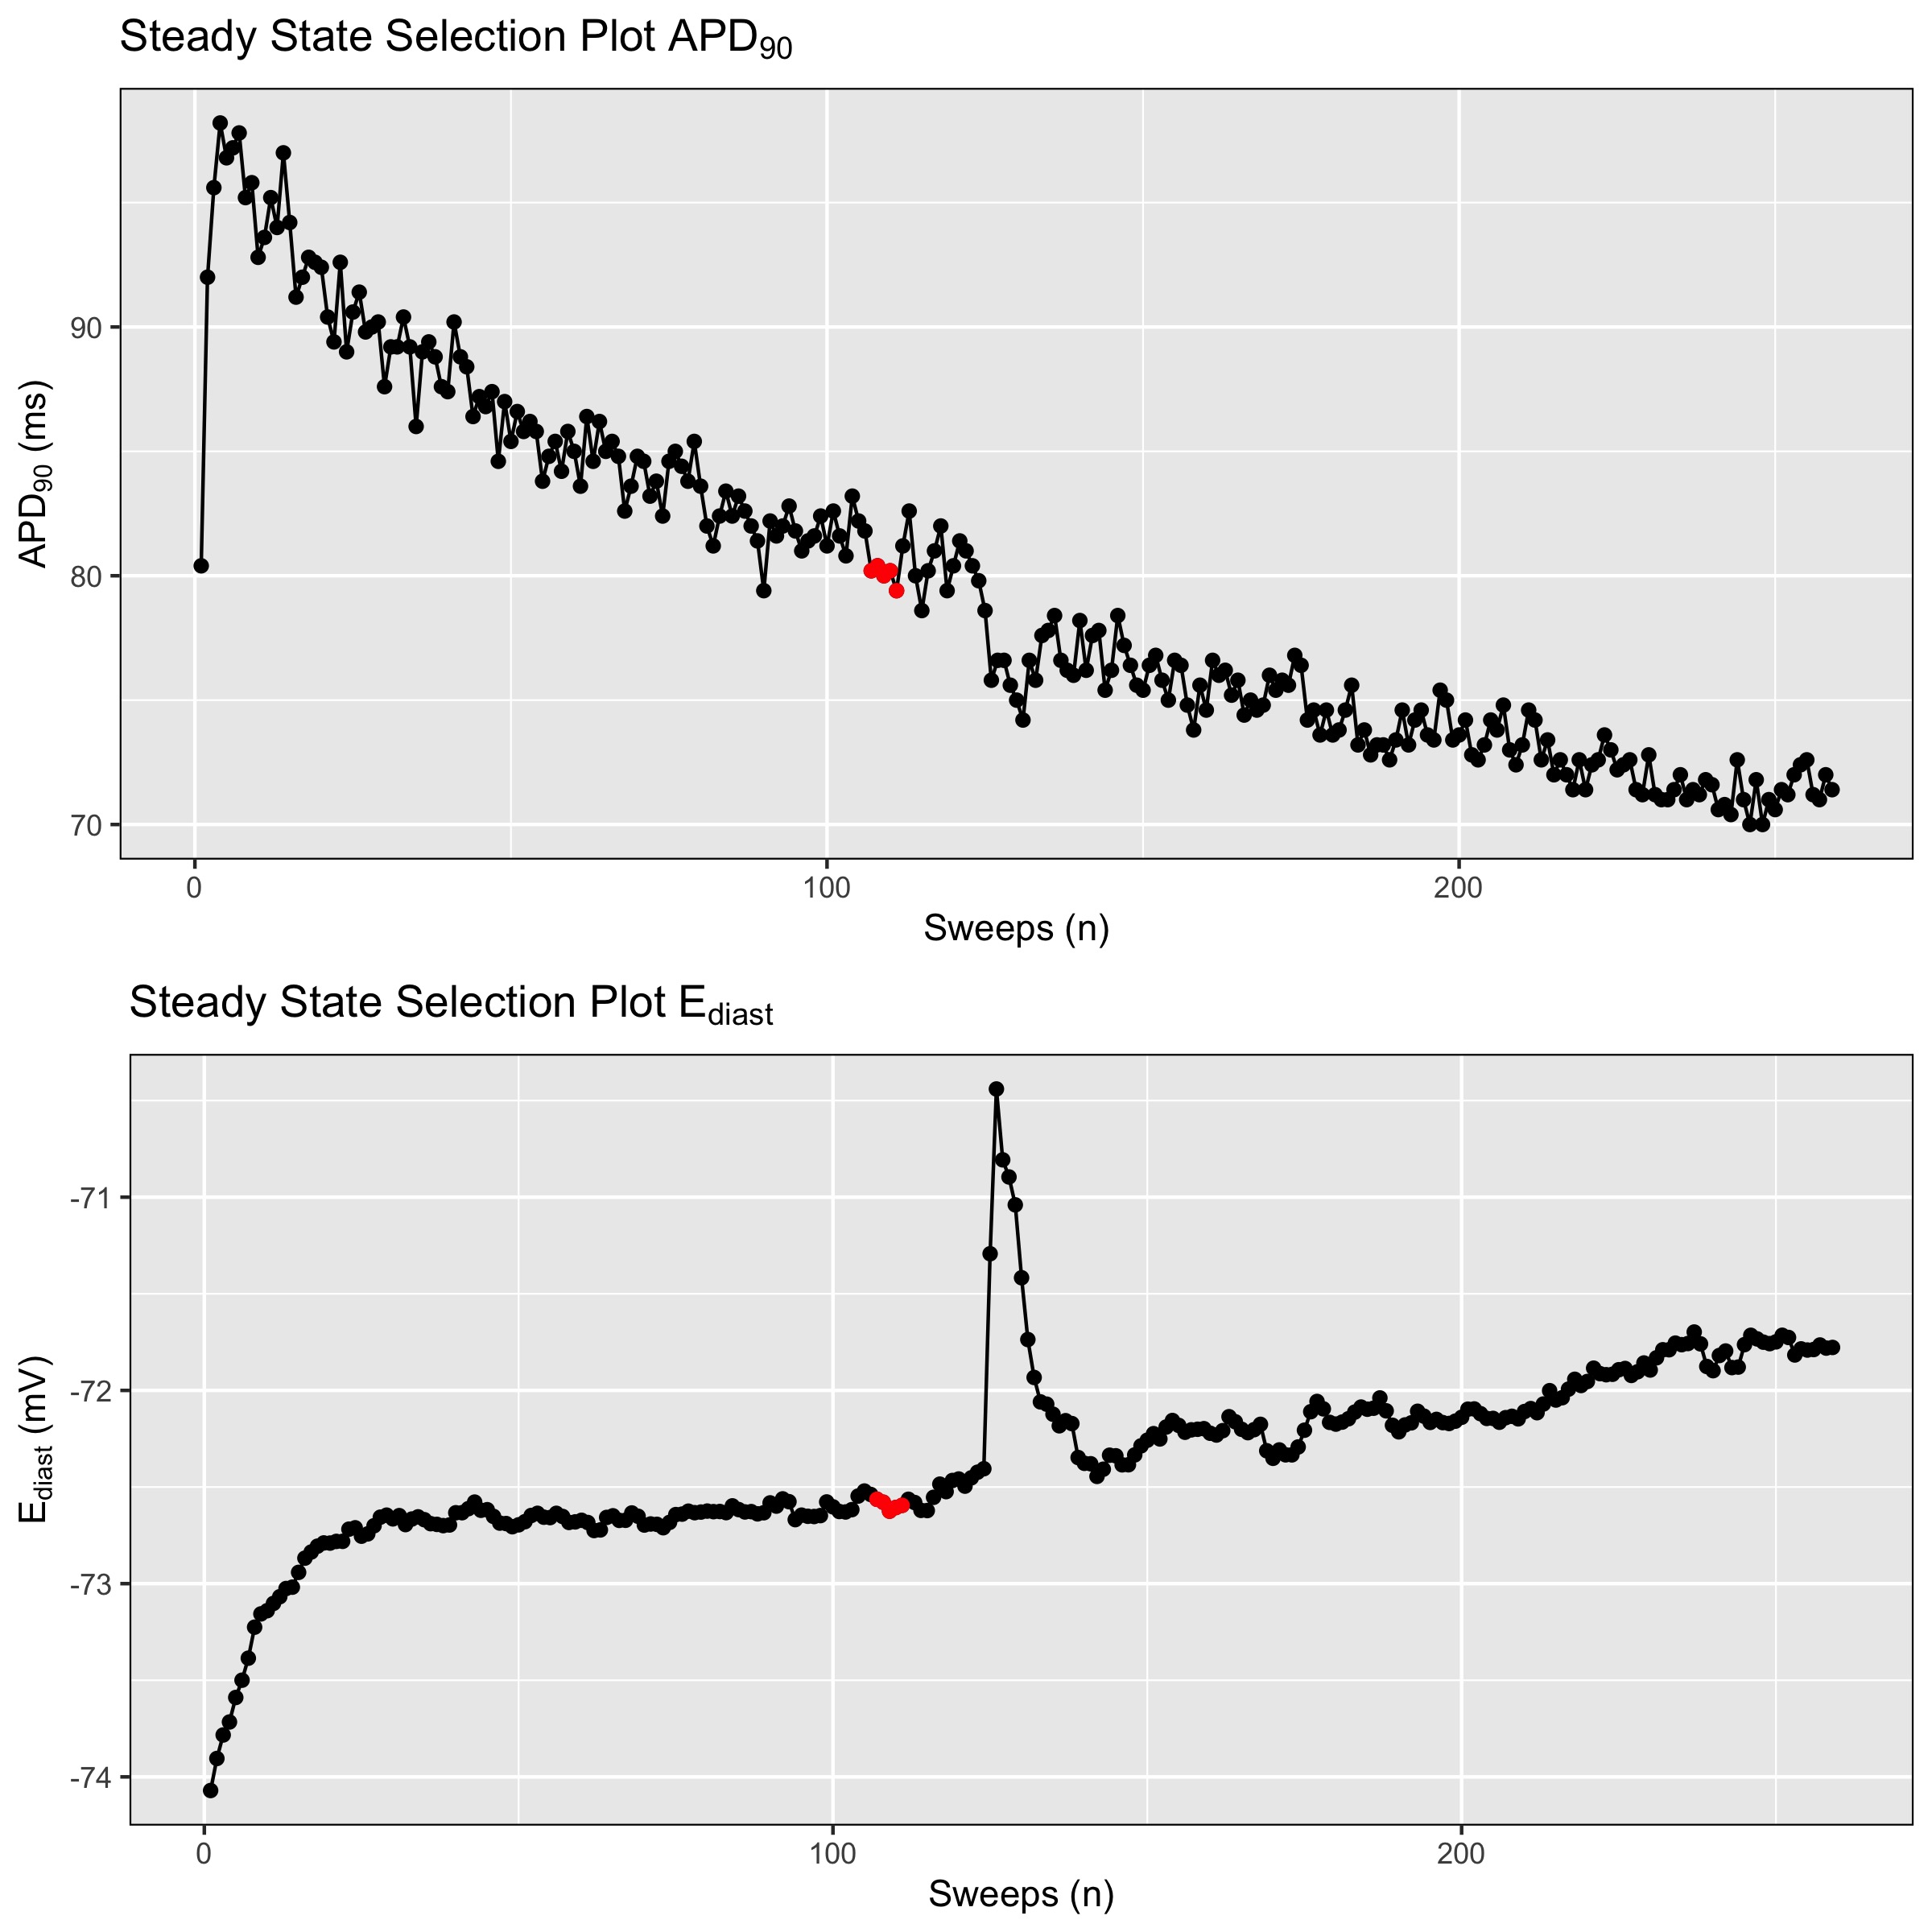 Steady State Selection Plot APD90
90
80
70
APD90 (ms)
0 100 200
Sweeps (n)
Steady State Selection Plot Ediast
-71
-72
-73
-74
Ediast (mV)
0 100 200
Sweeps (n)